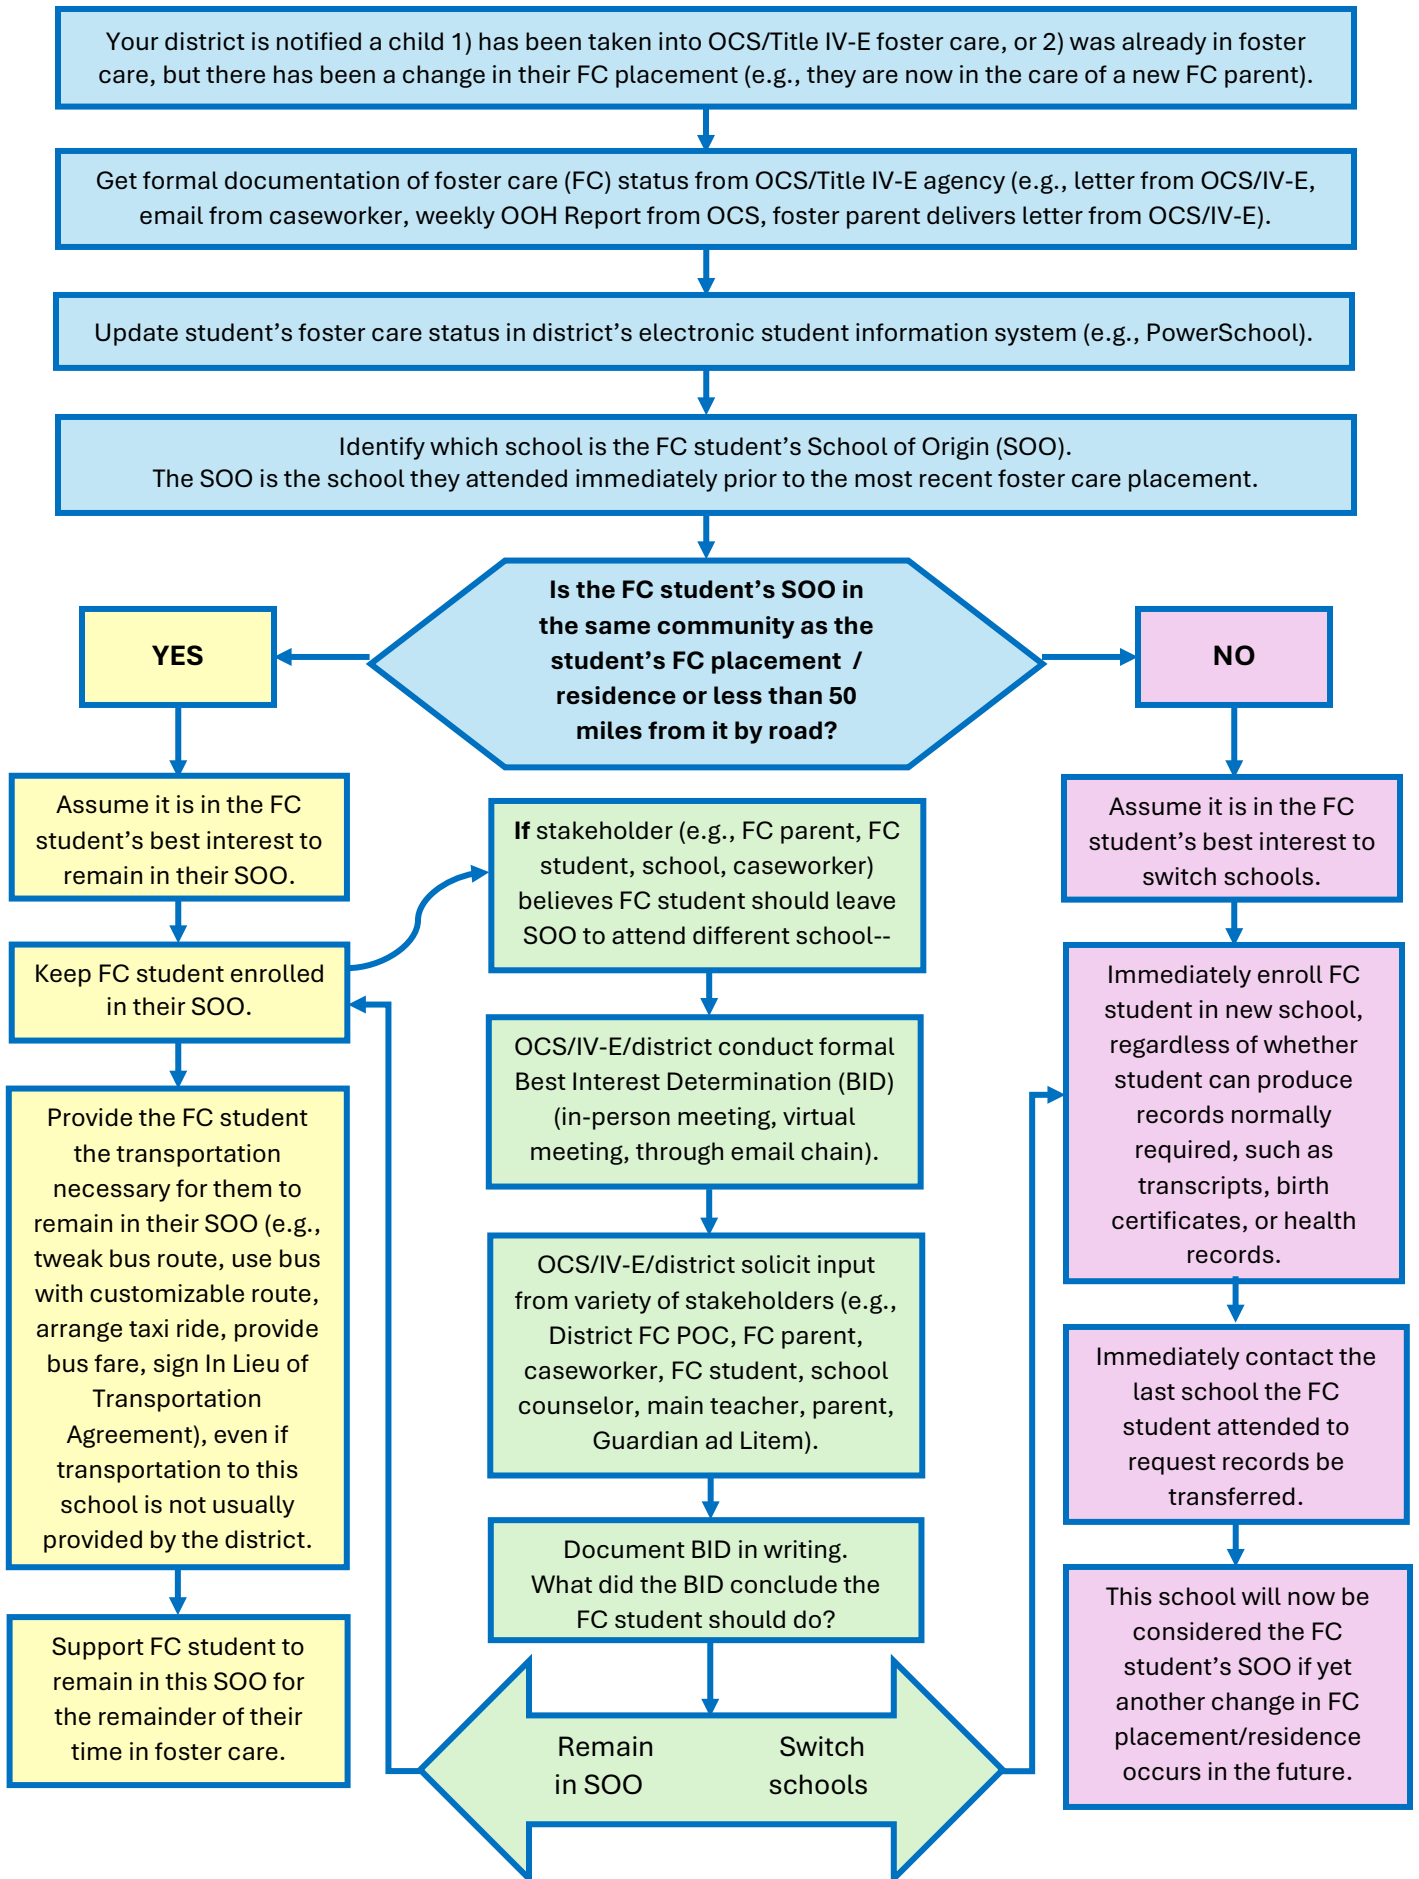 Your district is notified a child 1) has been taken into OCS/Title IV-E foster care, or 2) was already in foster
care, but there has been a change in their FC placement (e.g., they are now in the care of a new FC parent).
Get formal documentation of foster care (FC) status from OCS/Title IV-E agency (e.g., letter from OCS/IV-E,
email from caseworker, weekly OOH Report from OCS, foster parent delivers letter from OCS/IV-E).
Update student’s foster care status in district’s electronic student information system (e.g., PowerSchool).
Identify which school is the FC student’s School of Origin (SOO).
The SOO is the school they attended immediately prior to the most recent foster care placement.
Is the FC student’s SOO in
the same community as the
student’s FC placement /
residence or less than 50
miles from it by road?
YES
Assume it is in the FC
student’s best interest to
remain in their SOO.
Keep FC student enrolled
in their SOO.
Provide the FC student
the transportation
necessary for them to
remain in their SOO (e.g.,
tweak bus route, use bus
with customizable route,
arrange taxi ride, provide
bus fare, sign In Lieu of
Transportation
Agreement), even if
transportation to this
school is not usually
provided by the district.
Support FC student to
remain in this SOO for
the remainder of their
time in foster care.
If stakeholder (e.g., FC parent, FC
student, school, caseworker)
believes FC student should leave
SOO to attend different school--
OCS/IV-E/district conduct formal
Best Interest Determination (BID)
(in-person meeting, virtual
meeting, through email chain).
OCS/IV-E/district solicit input
from variety of stakeholders (e.g.,
District FC POC, FC parent,
caseworker, FC student, school
counselor, main teacher, parent,
Guardian ad Litem).
Document BID in writing.
What did the BID conclude the
FC student should do?
Remain
in SOO
Switch
schools
NO
Assume it is in the FC
student’s best interest to
switch schools.
Immediately enroll FC
student in new school,
regardless of whether
student can produce
records normally
required, such as
transcripts, birth
certificates, or health
records.
Immediately contact the
last school the FC
student attended to
request records be
transferred.
This school will now be
considered the FC
student’s SOO if yet
another change in FC
placement/residence
occurs in the future.